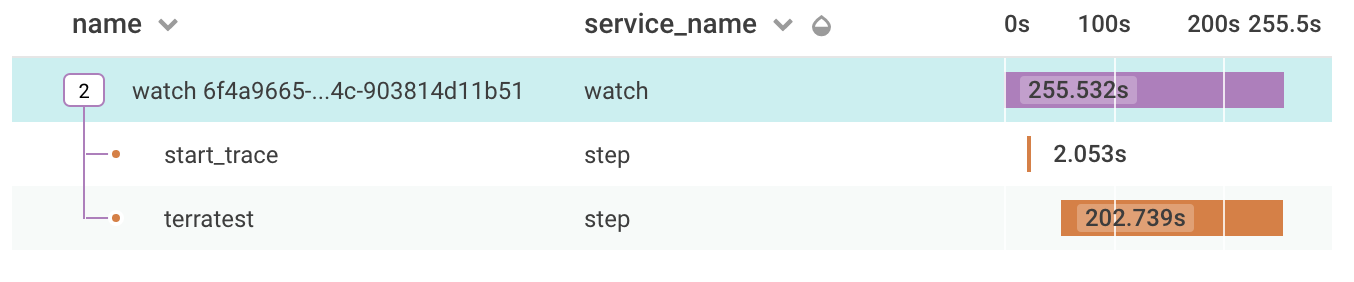 name service_name 0s 100s 200s 255.5s
2 watch 6f4a9665-...4c-903814d11b51 watch 255.532s
start_trace step 2.053s
terratest step 202.739s